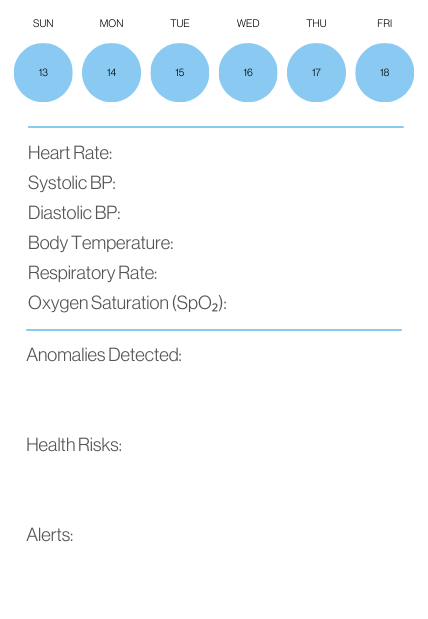 SUN MON TUE WED THU FRI
13 14 15 16 17 18
Heart Rate:
Systolic BP:
Diastolic BP:
Body Temperature:
Respiratory Rate:
Oxygen Saturation (SpO₂):
Anomalies Detected:
Health Risks:
Alerts: